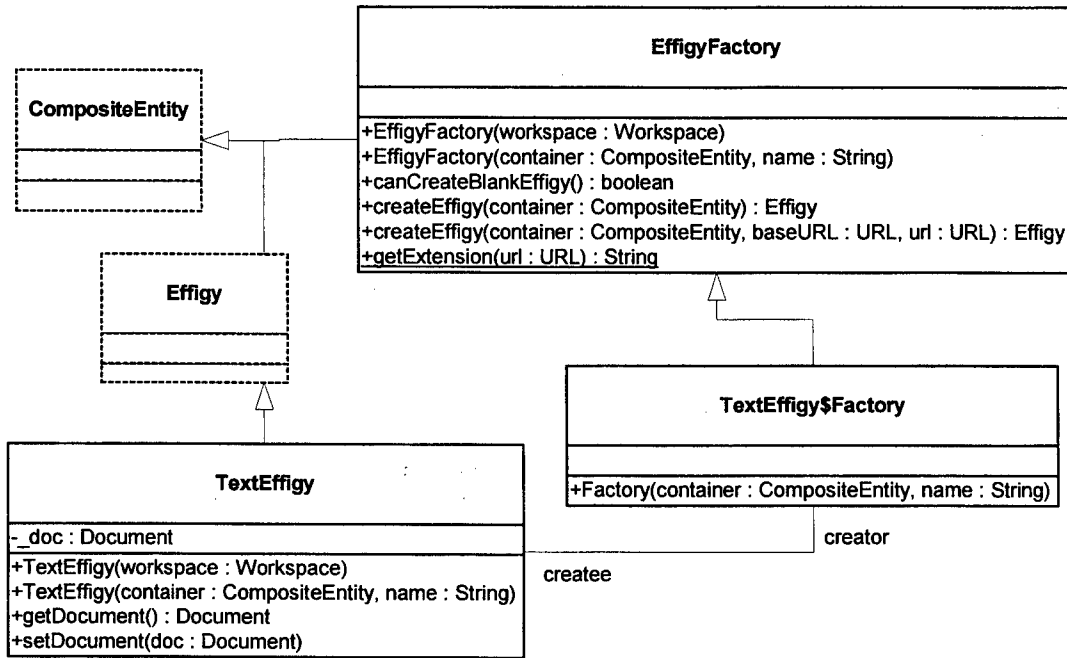 EffigyFactory
+EffigyFactory(workspace : Workspace)
+EffigyFactory(container : CompositeEntity, name : String)
+canCreateBlankEffigy() : boolean
+createEffigy(container : CompositeEntity) : Effigy
+createEffigy(container : CompositeEntity, baseURL : URL, url : URL) : Effigy
+getExtension(url : URL) : String
CompositeEntity
Effigy
TextEffigy$Factory
+Factory(container : CompositeEntity, name : String)
TextEffigy
-_doc : Document
+TextEffigy(workspace : Workspace)
+TextEffigy(container : CompositeEntity, name : String)
+getDocument() : Document
+setDocument(doc : Document)
creator
createe